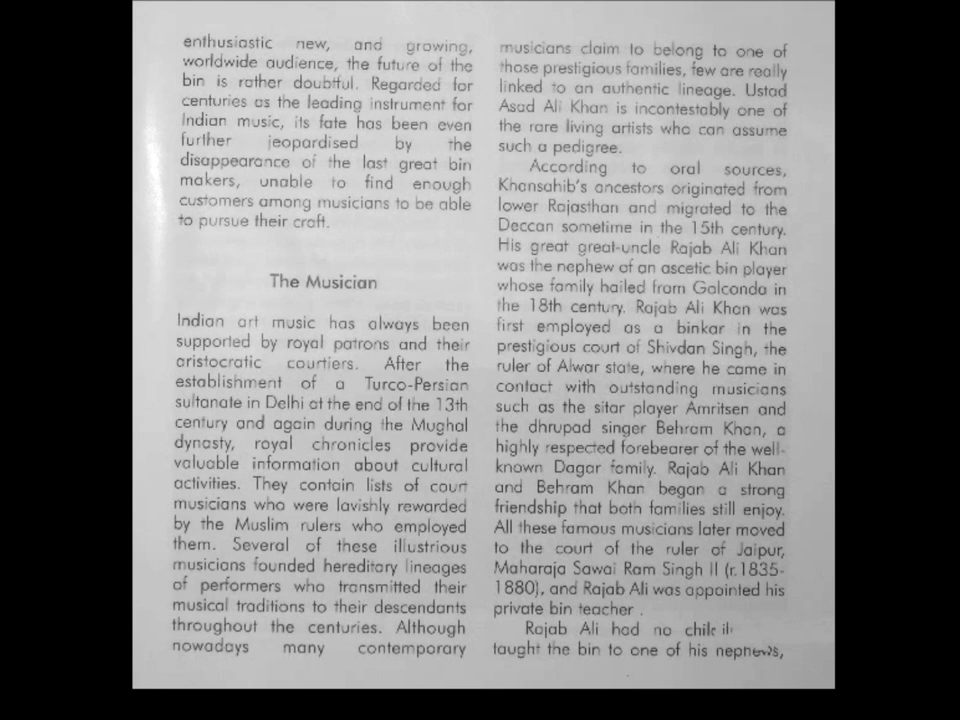 enthusiastic new, and growing,
worldwide audience, the future of the
bin is rather doubtful. Regarded for
centuries as the leading instrument for
Indian music, its fate has been even
further jeopardised by the
disappearance of the last great bin
makers, unable to find enough
customers among musicians to be able
to pursue their craft.
The Musician
Indian art music has always been
supported by royal patrons and their
aristocratic courtiers. After the
establishment of a Turco-Persian
sultanate in Delhi at the end of the 13th
century and again during the Mughal
dynasty, royal chronicles provide
valuable information about cultural
activities. They contain lists of court
musicians who were lavishly rewarded
by the Muslim rulers who employed
them. Several of these illustrious
musicians founded hereditary lineages
of performers who transmitted their
musical traditions to their descendants
throughout the centuries. Although
nowadays many contemporary
musicians claim to belong to one of
those prestigious families, few are really
linked to an authentic lineage. Ustad
Asad Ali Khan is incontestably one of
the rare living artists who can assume
such a pedigree.
According to oral sources,
Khansahib's ancestors originated from
lower Rajasthan and migrated to the
Deccan sometime in the 15th century.
His great great-uncle Rajab Ali Khan
was the nephew of an ascetic bin player
whose family hailed from Golconda in
the 18th century. Rajab Ali Khan was
first employed as a binkar in the
prestigious court of Shivdan Singh, the
ruler of Alwar state, where he came in
contact with outstanding musicians
such as the sitar player Amritsen and
the dhrupad singer Behram Khan, a
highly respected forebearer of the well-
known Dagar family. Rajab Ali Khan
and Behram Khan began a strong
friendship that both families still enjoy.
All these famous musicians later moved
to the court of the ruler of Jaipur,
Maharaja Sawai Ram Singh II (r.1835-
1880), and Rajab Ali was appointed his
private bin teacher .
Rajab Ali had no
taught the bin to one of his nephews,